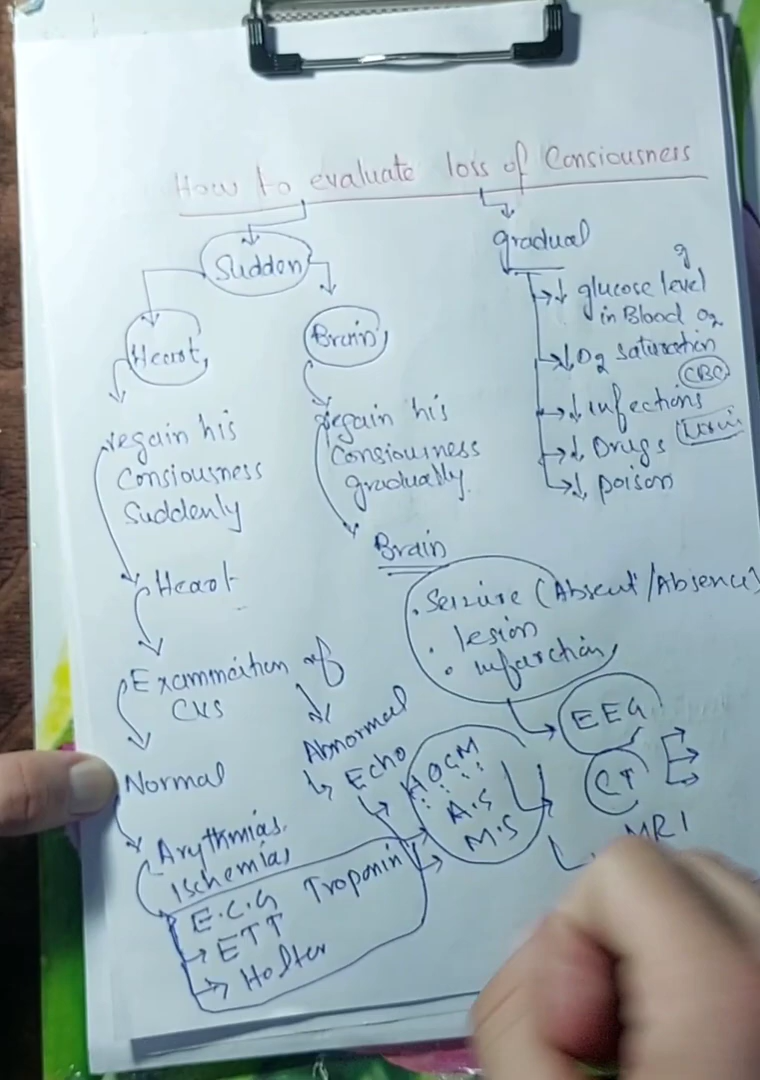 How to evaluate loss of Consiousness
Sudden
gradual
g
↓ glucose level
in Blood O2
↓ O2 saturation
CBC
↓ infections
↓ Drugs
↓ poison
Heart,
Brain,
regain his
Consiousness
Suddenly
regain his
Consiousness
gradually.
Heart
Brain
. Seizure (Absent/Absence)
. lesion
. infarction,
Examination of
CVS
Normal
Abnormal
Echo
HOCM
A.S
M.S
EEG
CT
MRI
Arythmias.
Ischemias
Troponin
E.C.G
ETT
Holter